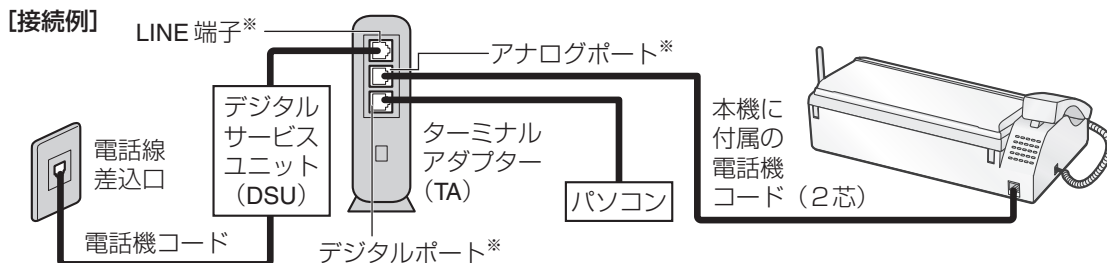 [接続例]
LINE 端子※
アナログポート※
デジタル
サービス
ユニット
（DSU）
電話線
差込口
電話機コード
ターミナル
アダプター
（TA）
デジタルポート※
パソコン
本機に
付属の
電話機
コード（2芯）